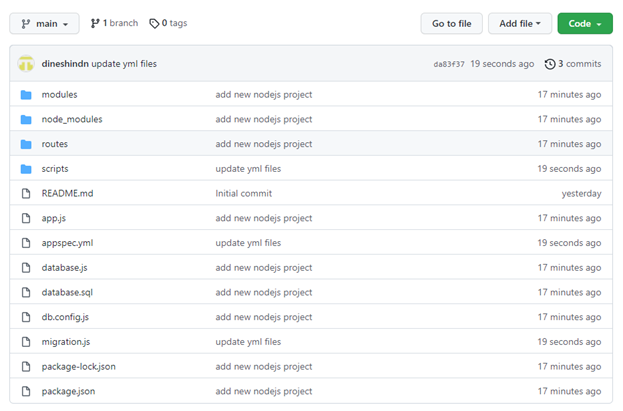 main 1 branch 0 tags Go to file Add file Code
dineshindn update yml files da83f37 19 seconds ago 3 commits
modules add new nodejs project 17 minutes ago
node_modules add new nodejs project 17 minutes ago
routes add new nodejs project 17 minutes ago
scripts update yml files 19 seconds ago
README.md Initial commit yesterday
app.js add new nodejs project 17 minutes ago
appspec.yml update yml files 19 seconds ago
database.js add new nodejs project 17 minutes ago
database.sql add new nodejs project 17 minutes ago
db.config.js add new nodejs project 17 minutes ago
migration.js update yml files 19 seconds ago
package-lock.json add new nodejs project 17 minutes ago
package.json add new nodejs project 17 minutes ago